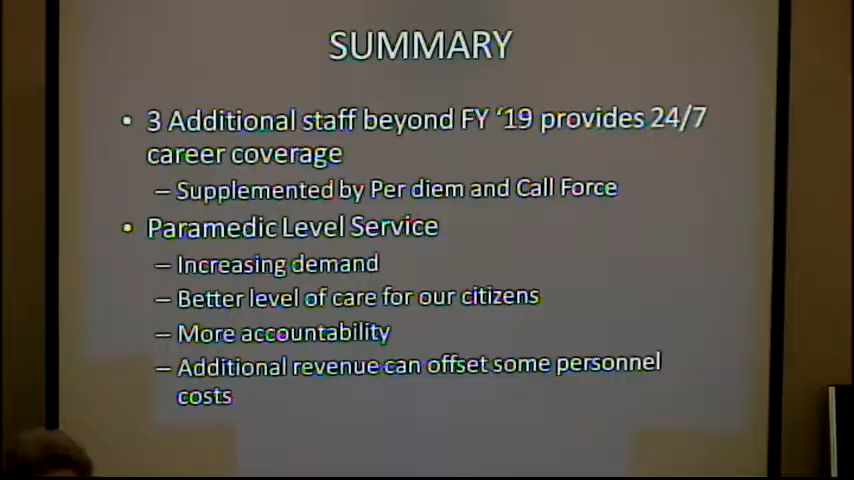 SUMMARY
• 3 Additional staff beyond FY ‘19 provides 24/7
career coverage
– Supplemented by Per diem and Call Force
• Paramedic Level Service
– Increasing demand
– Better level of care for our citizens
– More accountability
– Additional revenue can offset some personnel
costs